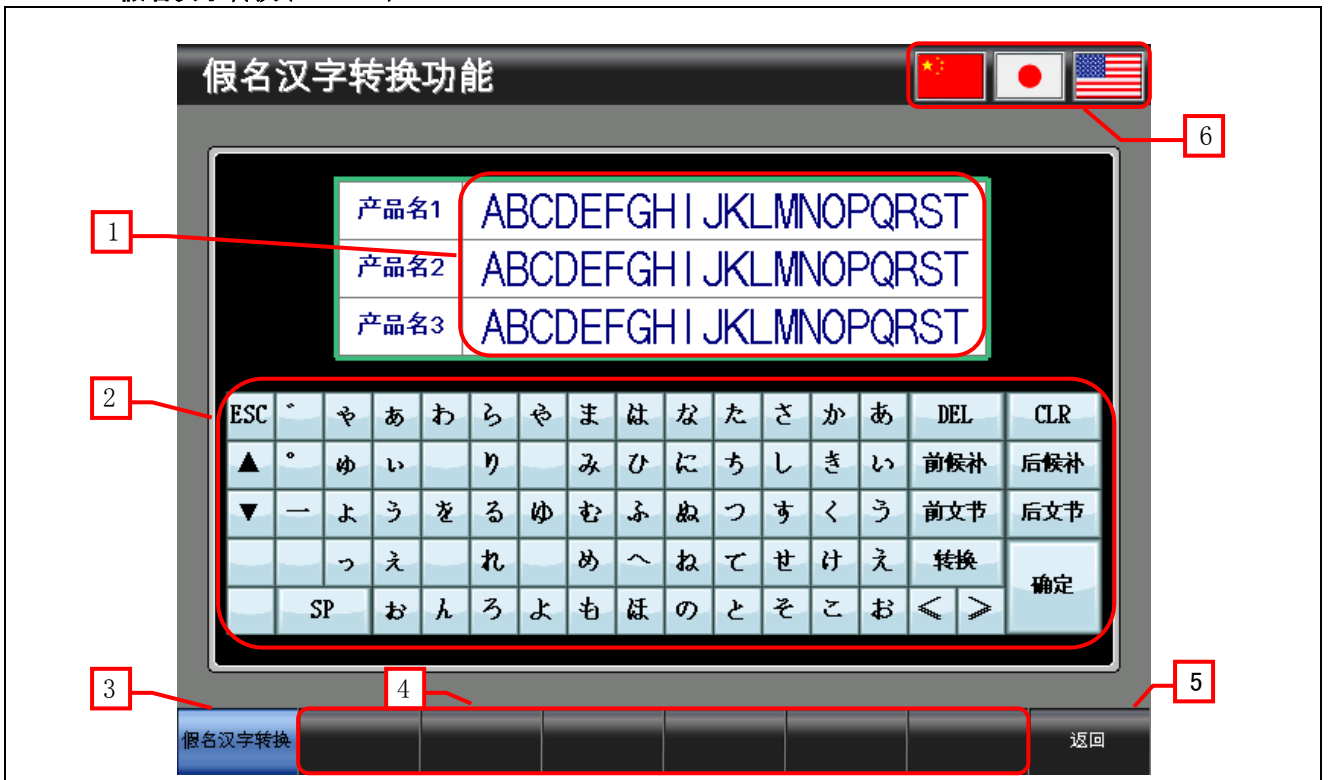 假名汉字转换功能
6
1
产品名1 ABCDEFGHIJKLMNOPQRST
产品名2 ABCDEFGHIJKLMNOPQRST
产品名3 ABCDEFGHIJKLMNOPQRST
2
ESC ゛ ゃ ぁ わ ら や ま は な た さ か あ DEL CLR
▲ ゜ ゅ ぃ り み ひ に ち し き い 前候补 后候补
▼ ー ょ ぅ を る ゆ む ふ ぬ つ す く う 前文节 后文节
っ ぇ れ め へ ね て せ け え 转换 确定
SP ぉ ん ろ よ も ほ の と そ こ お < >
3
4
5
假名汉字转换 返回